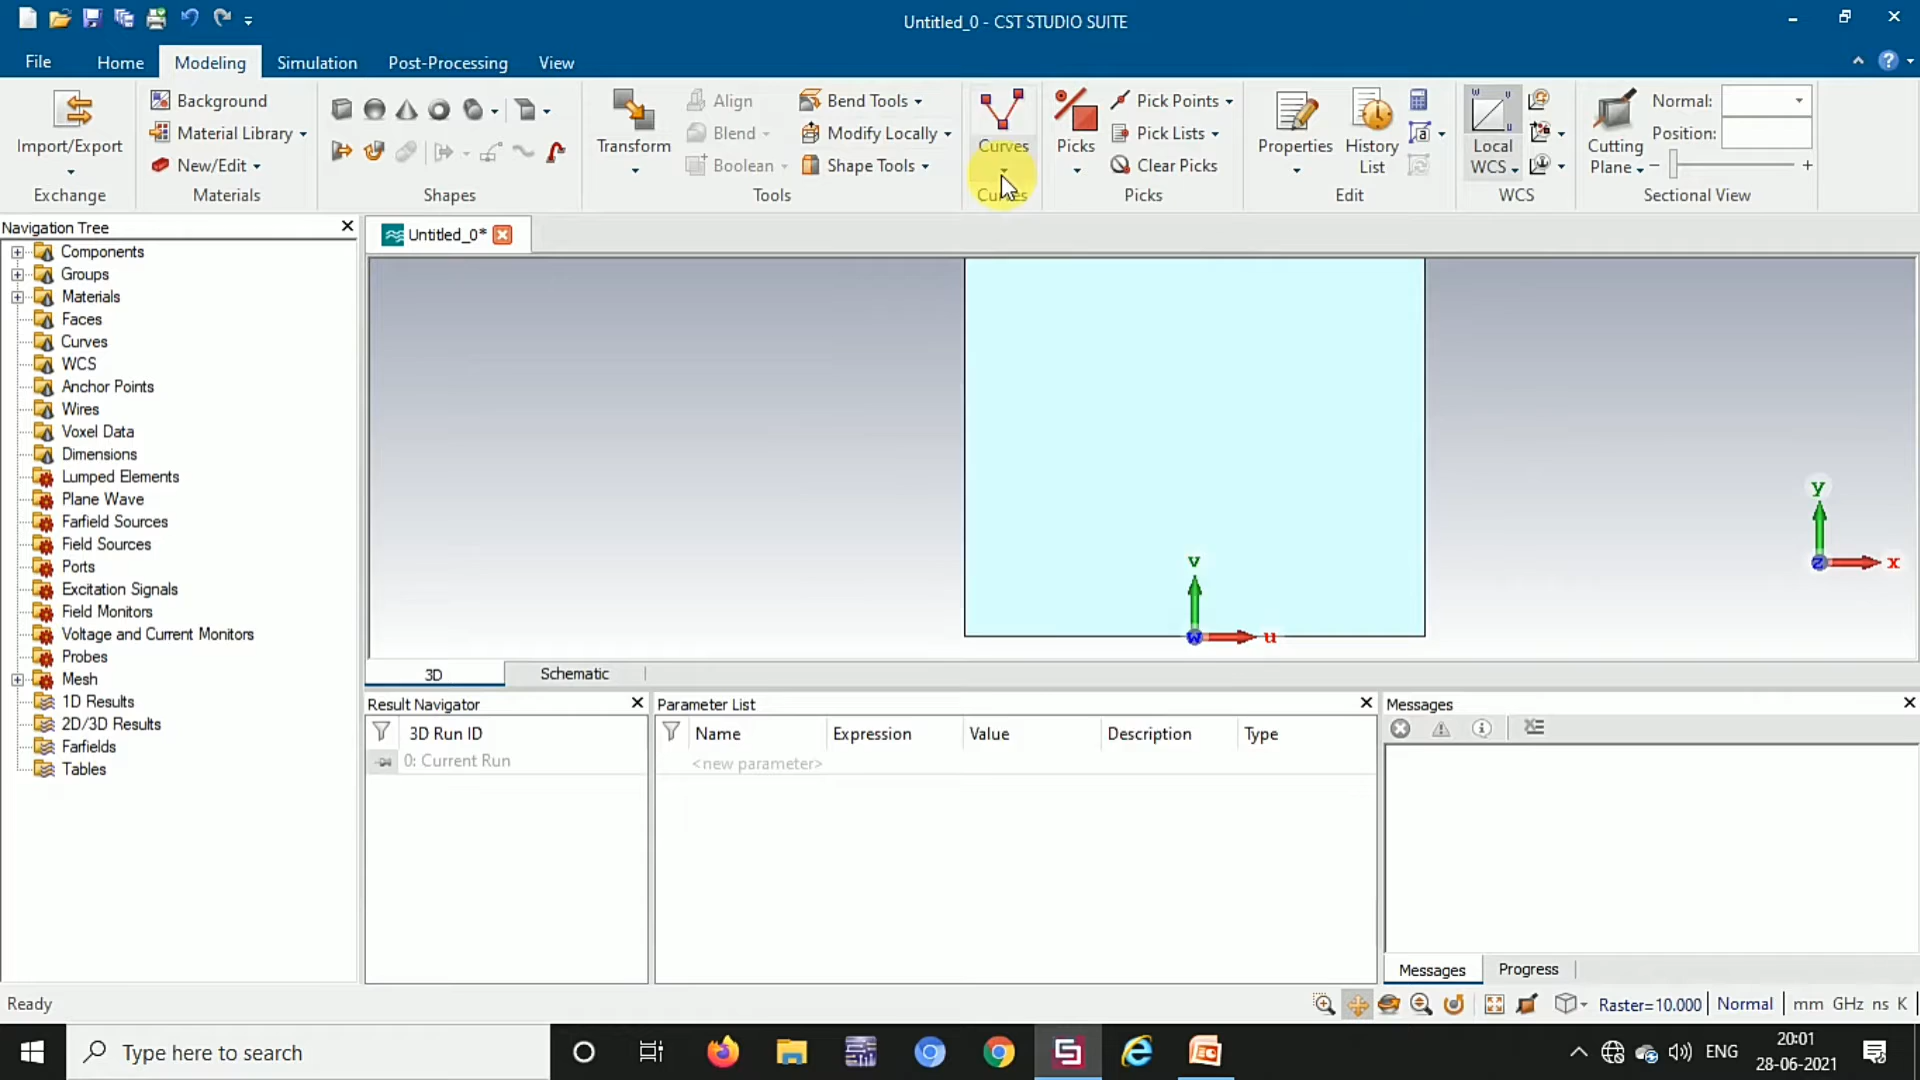 Untitled_0 - CST STUDIO SUITE
File Home Modeling Simulation Post-Processing View
Import/Export
Exchange
Background
Material Library
New/Edit
Materials
Shapes
Transform
Align
Blend
Boolean
Bend Tools
Modify Locally
Shape Tools
Tools
Curves
Curves
Picks
Pick Points
Pick Lists
Clear Picks
Picks
Properties
History
List
Edit
Local
WCS
WCS
Cutting
Plane
Normal:
Position:
Sectional View
Navigation Tree
Components
Groups
Materials
Faces
Curves
WCS
Anchor Points
Wires
Voxel Data
Dimensions
Lumped Elements
Plane Wave
Farfield Sources
Field Sources
Ports
Excitation Signals
Field Monitors
Voltage and Current Monitors
Probes
Mesh
1D Results
2D/3D Results
Farfields
Tables
Untitled_0*
v
w u
y
z x
3D Schematic
Result Navigator
3D Run ID
0: Current Run
Parameter List
Name Expression Value Description Type
<new parameter>
Messages
Messages Progress
Ready
Raster=10.000 Normal mm GHz ns K
Type here to search
ENG
20:01
28-06-2021